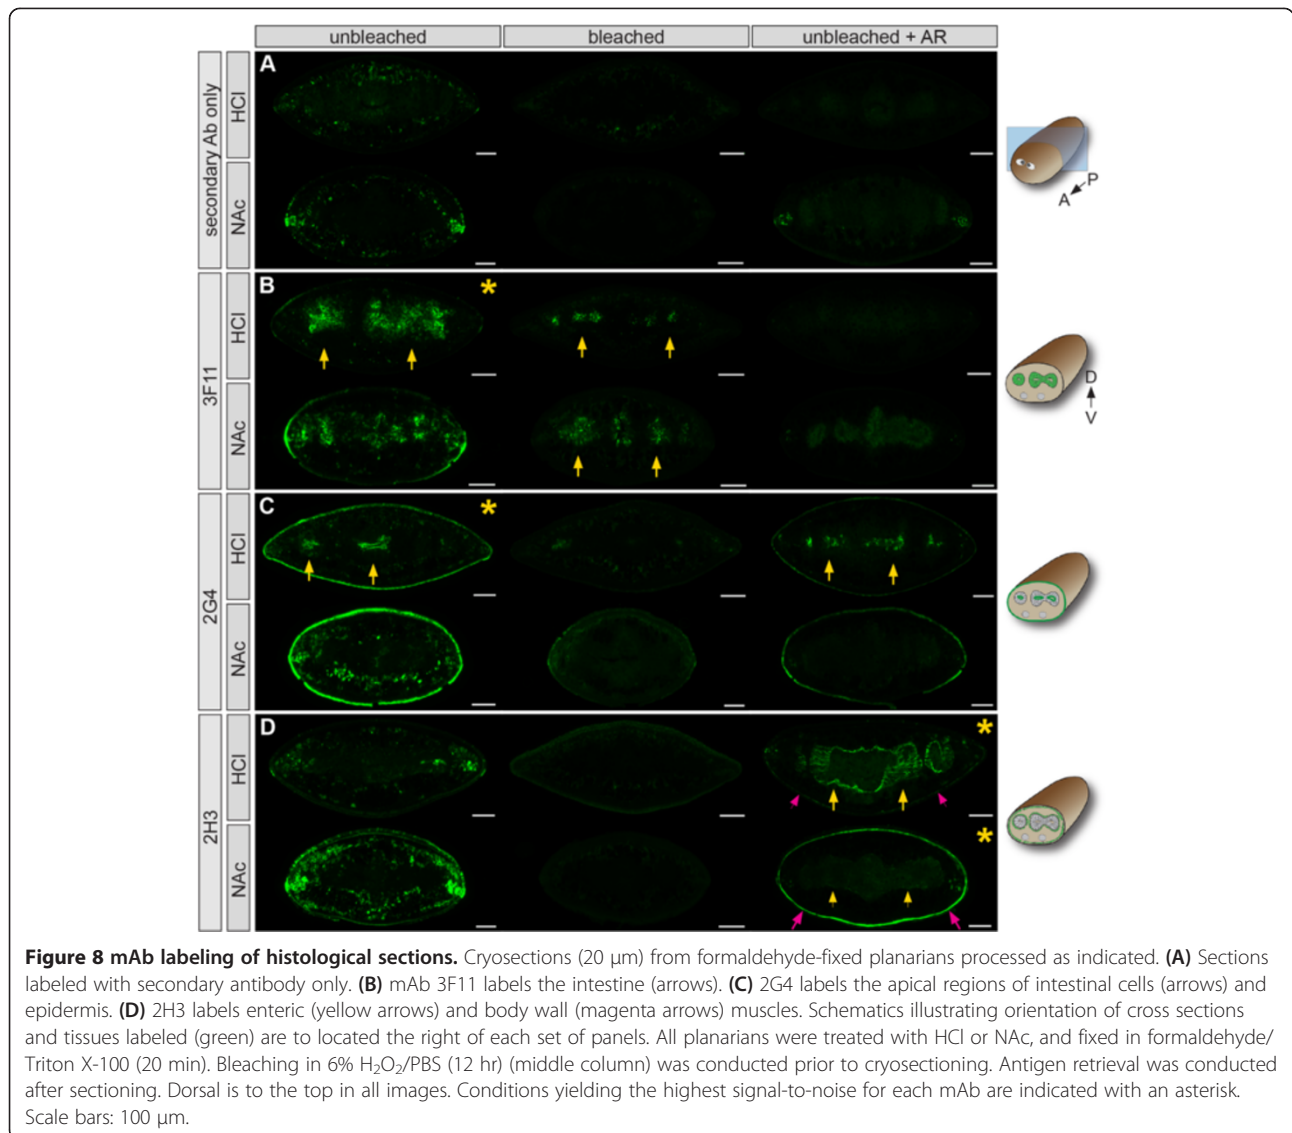 unbleached bleached unbleached + AR
secondary Ab only
HCl
A
NAc
A P
3F11
HCl
B *
NAc
D
V
2G4
HCl
C *
NAc
2H3
HCl
D *
NAc
*
Figure 8 mAb labeling of histological sections. Cryosections (20 μm) from formaldehyde-fixed planarians processed as indicated. (A) Sections
labeled with secondary antibody only. (B) mAb 3F11 labels the intestine (arrows). (C) 2G4 labels the apical regions of intestinal cells (arrows) and
epidermis. (D) 2H3 labels enteric (yellow arrows) and body wall (magenta arrows) muscles. Schematics illustrating orientation of cross sections
and tissues labeled (green) are to located the right of each set of panels. All planarians were treated with HCl or NAc, and fixed in formaldehyde/
Triton X-100 (20 min). Bleaching in 6% H₂O₂/PBS (12 hr) (middle column) was conducted prior to cryosectioning. Antigen retrieval was conducted
after sectioning. Dorsal is to the top in all images. Conditions yielding the highest signal-to-noise for each mAb are indicated with an asterisk.
Scale bars: 100 μm.